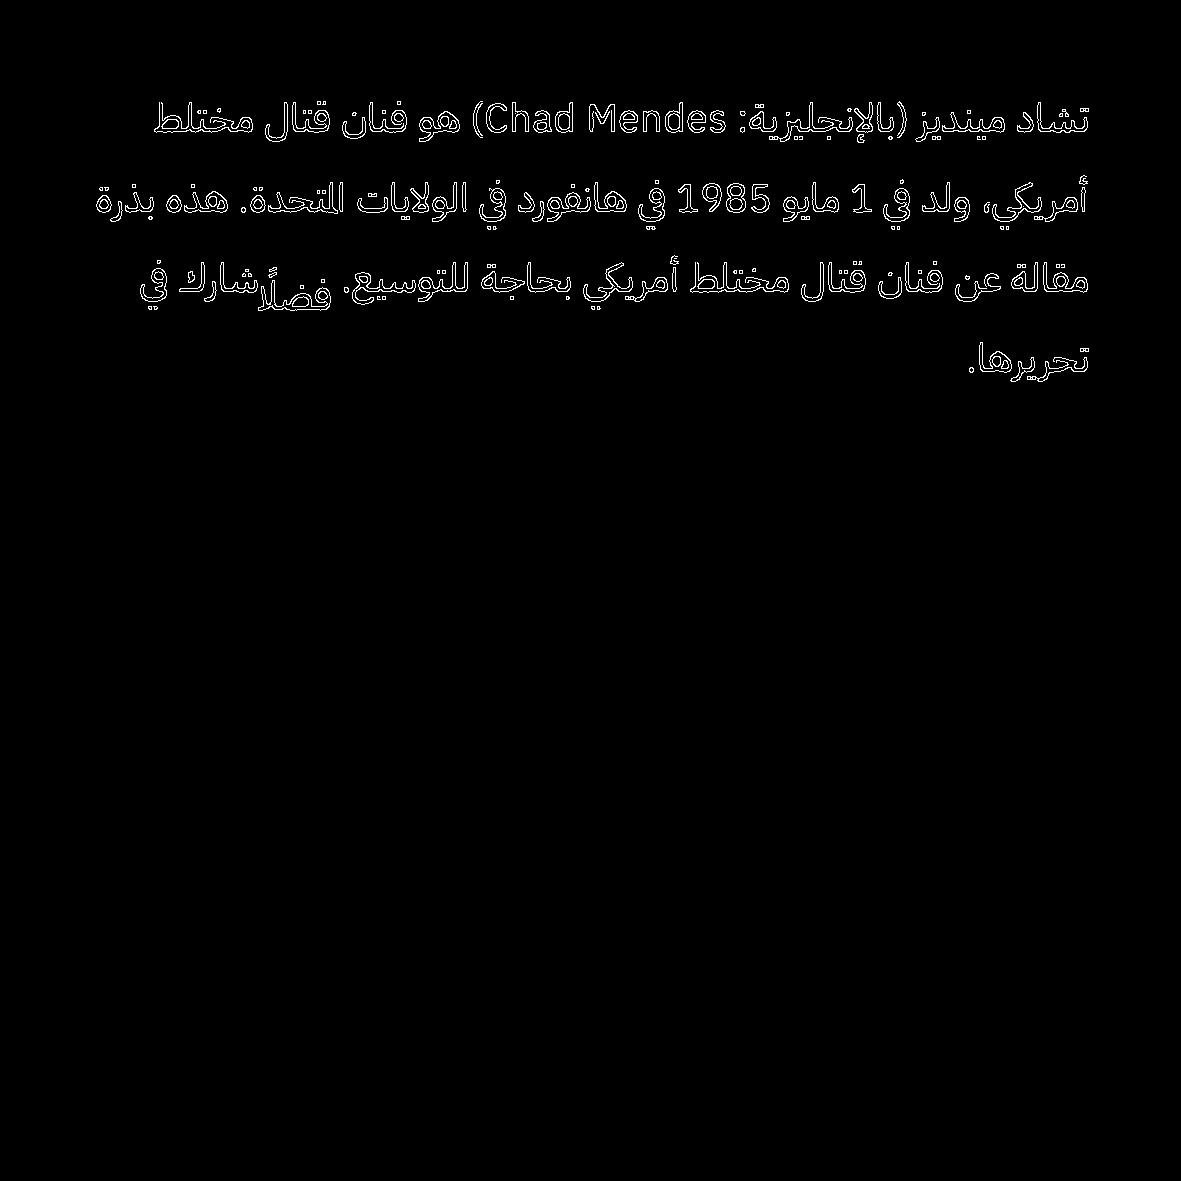 تشاد مينديز (بالإنجليزية: Chad Mendes) هو فنان قتال مختلط
أمريكي، ولد في 1 مايو 1985 في هانفورد في الولايات المتحدة. هذه بذرة
مقالة عن فنان قتال مختلط أمريكي بحاجة للتوسيع. فضلًا شارك في
تحريرها.